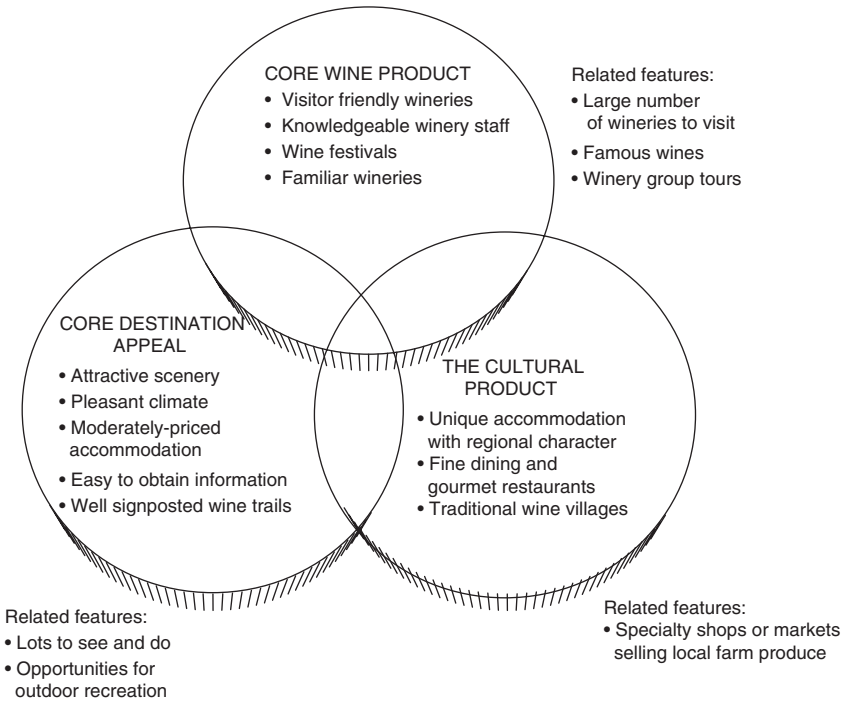 CORE WINE PRODUCT
• Visitor friendly wineries
• Knowledgeable winery staff
• Wine festivals
• Familiar wineries
Related features:
• Large number
of wineries to visit
• Famous wines
• Winery group tours
CORE DESTINATION
APPEAL
• Attractive scenery
• Pleasant climate
• Moderately-priced
accommodation
• Easy to obtain information
• Well signposted wine trails
THE CULTURAL
PRODUCT
• Unique accommodation
with regional character
• Fine dining and
gourmet restaurants
• Traditional wine villages
Related features:
• Lots to see and do
• Opportunities for
outdoor recreation
Related features:
• Specialty shops or markets
selling local farm produce